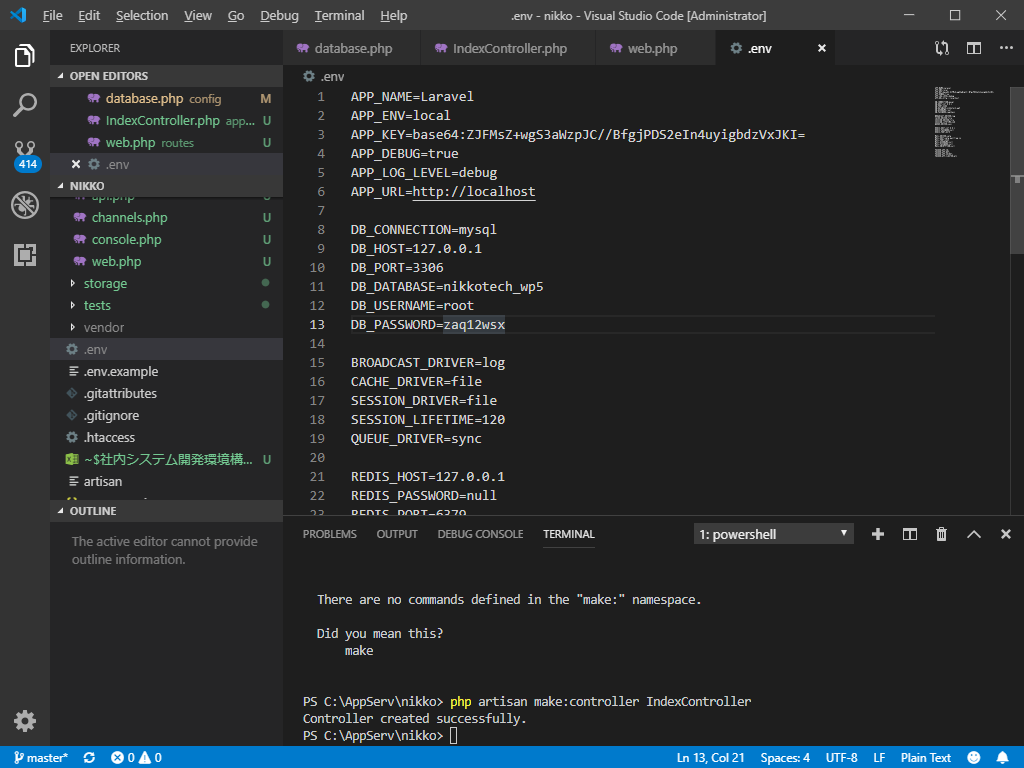 File Edit Selection View Go Debug Terminal Help .env - nikko - Visual Studio Code [Administrator]
EXPLORER
OPEN EDITORS
database.php config M
IndexController.php app... U
web.php routes U
.env
NIKKO
api.php U
channels.php U
console.php U
web.php U
storage
tests
vendor
.env
.env.example
.gitattributes
.gitignore
.htaccess
~$社内システム開発環境構... U
artisan
OUTLINE
The active editor cannot provide
outline information.
414
database.php IndexController.php web.php .env
.env
1 APP_NAME=Laravel
2 APP_ENV=local
3 APP_KEY=base64:ZJFMsZ+wgS3aWzpJC//BfgjPDS2eIn4uyigbdzVxJKI=
4 APP_DEBUG=true
5 APP_LOG_LEVEL=debug
6 APP_URL=http://localhost
7
8 DB_CONNECTION=mysql
9 DB_HOST=127.0.0.1
10 DB_PORT=3306
11 DB_DATABASE=nikkotech_wp5
12 DB_USERNAME=root
13 DB_PASSWORD=zaq12wsx
14
15 BROADCAST_DRIVER=log
16 CACHE_DRIVER=file
17 SESSION_DRIVER=file
18 SESSION_LIFETIME=120
19 QUEUE_DRIVER=sync
20
21 REDIS_HOST=127.0.0.1
22 REDIS_PASSWORD=null
23 REDIS_PORT=6379
PROBLEMS OUTPUT DEBUG CONSOLE TERMINAL 1: powershell
There are no commands defined in the "make:" namespace.
Did you mean this?
make
PS C:\AppServ\nikko> php artisan make:controller IndexController
Controller created successfully.
PS C:\AppServ\nikko>
master* 0 0 Ln 13, Col 21 Spaces: 4 UTF-8 LF Plain Text